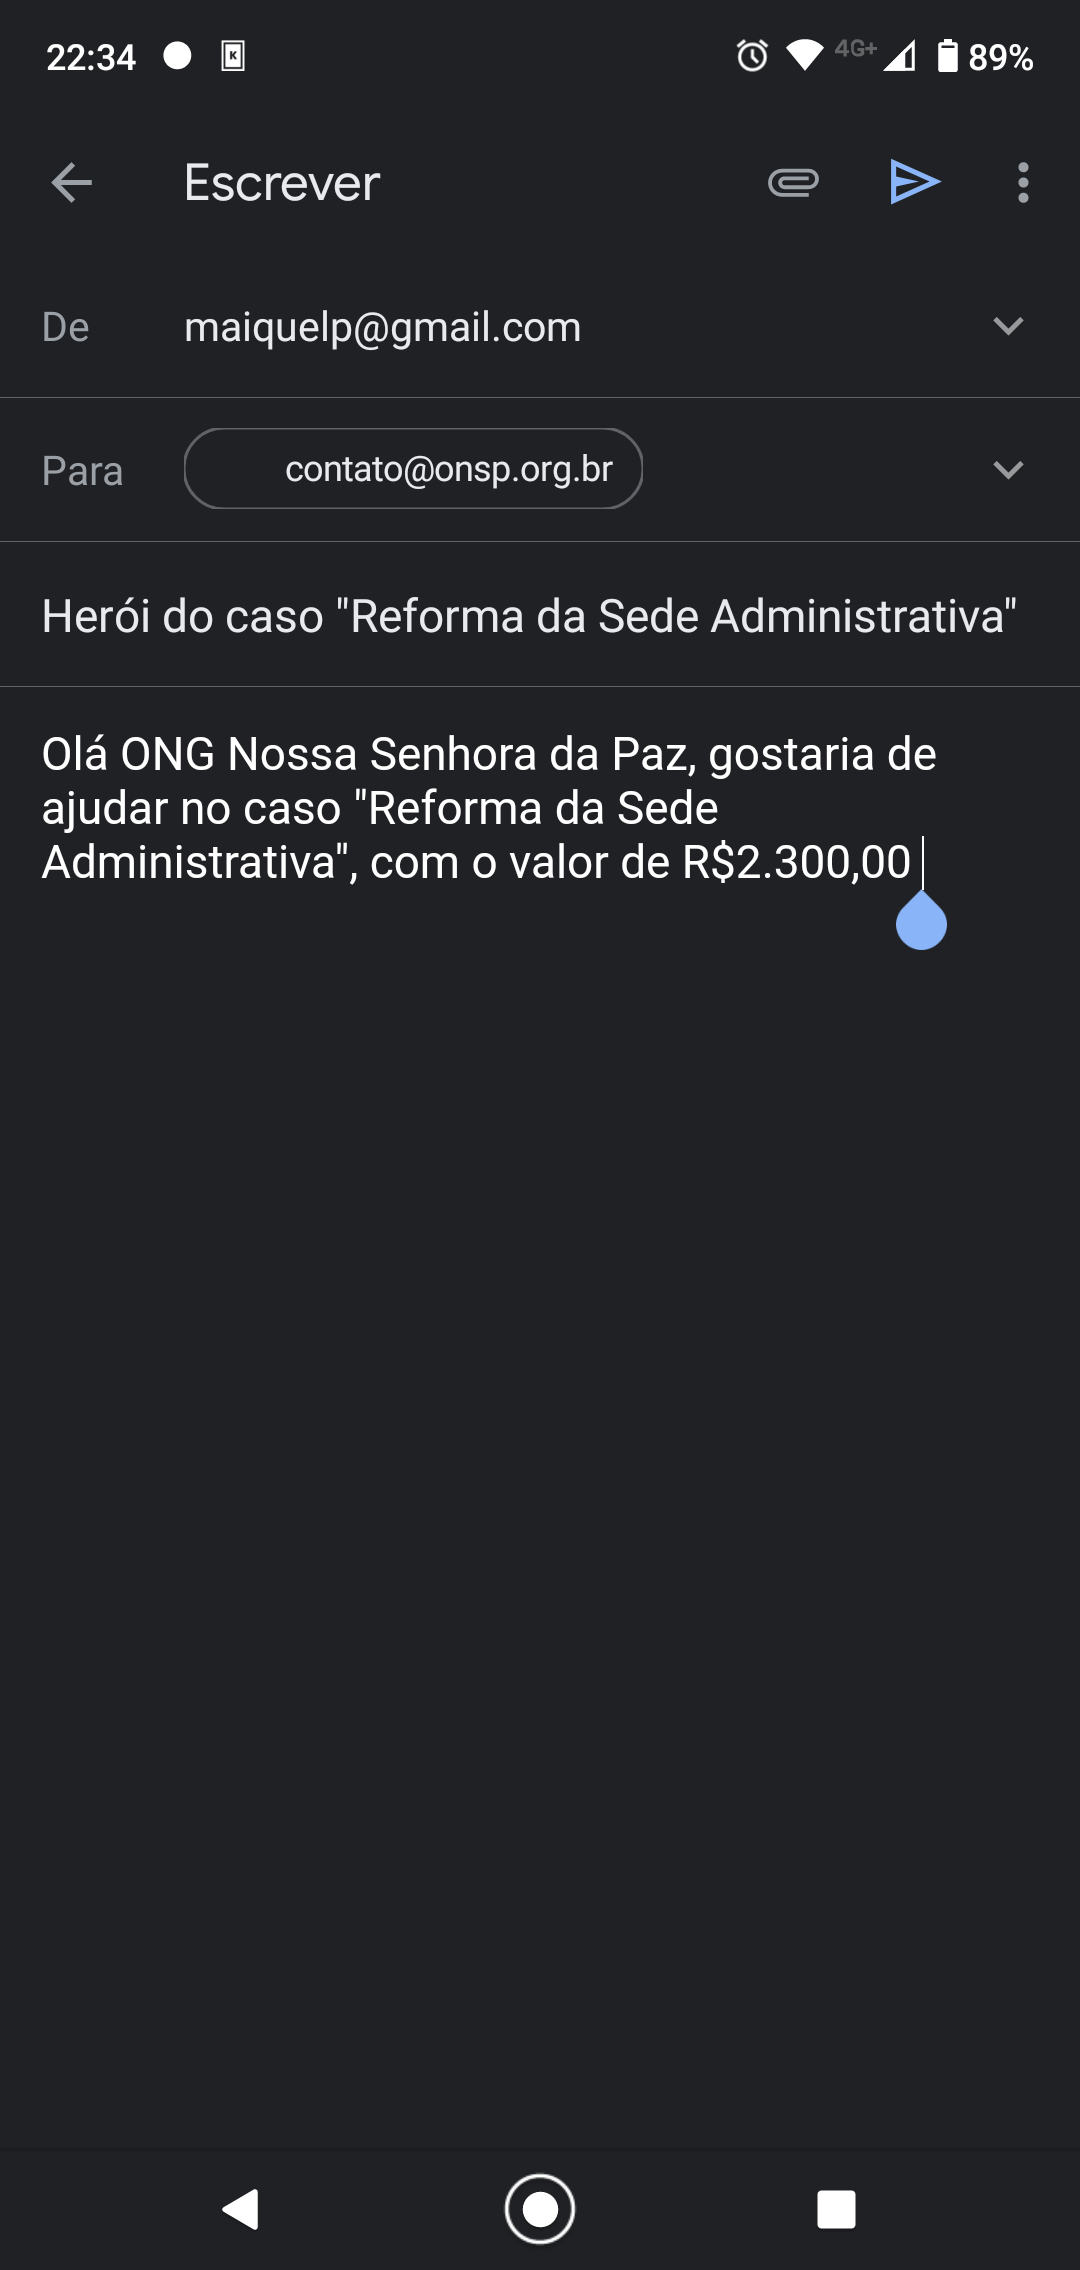 22:34 K 4G+ 89%
Escrever
De maiquelp@gmail.com
Para contato@onsp.org.br
Herói do caso "Reforma da Sede Administrativa"
Olá ONG Nossa Senhora da Paz, gostaria de
ajudar no caso "Reforma da Sede
Administrativa", com o valor de R$2.300,00